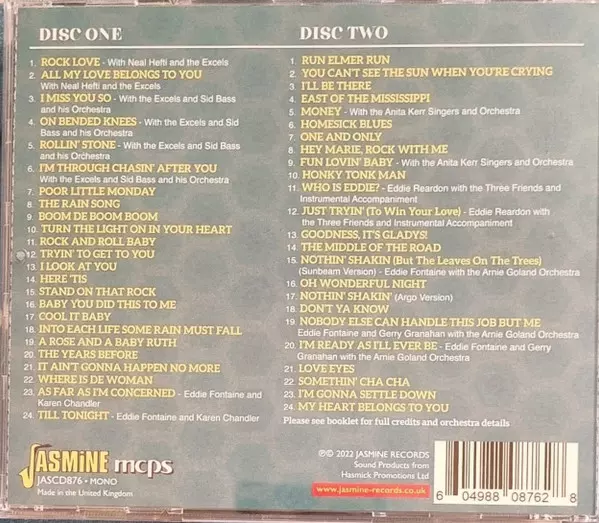 DISC ONE
1. ROCK LOVE - With Neal Hefti and the Excels
2. ALL MY LOVE BELONGS TO YOU
With Neal Hefti and the Excels
3. I MISS YOU SO - With the Excels and Sid Bass
and his Orchestra
4. ON BENDED KNEES - With the Excels and Sid
Bass and his Orchestra
5. ROLLIN' STONE - With the Excels and Sid Bass
and his Orchestra
6. I'M THROUGH CHASIN' AFTER YOU
With the Excels and Sid Bass and his Orchestra
7. POOR LITTLE MONDAY
8. THE RAIN SONG
9. BOOM DE BOOM BOOM
10. TURN THE LIGHT ON IN YOUR HEART
11. ROCK AND ROLL BABY
12. TRYIN' TO GET TO YOU
13. I LOOK AT YOU
14. HERE 'TIS
15. STAND ON THAT ROCK
16. BABY YOU DID THIS TO ME
17. COOL IT BABY
18. INTO EACH LIFE SOME RAIN MUST FALL
19. A ROSE AND A BABY RUTH
20. THE YEARS BEFORE
21. IT AIN'T GONNA HAPPEN NO MORE
22. WHERE IS DE WOMAN
23. AS FAR AS I'M CONCERNED - Eddie Fontaine and
Karen Chandler
24. TILL TONIGHT - Eddie Fontaine and Karen Chandler
DISC TWO
1. RUN ELMER RUN
2. YOU CAN'T SEE THE SUN WHEN YOU'RE CRYING
3. I'LL BE THERE
4. EAST OF THE MISSISSIPPI
5. MONEY - With the Anita Kerr Singers and Orchestra
6. HOMESICK BLUES
7. ONE AND ONLY
8. HEY MARIE, ROCK WITH ME
9. FUN LOVIN' BABY - With the Anita Kerr Singers and Orchestra
10. HONKY TONK MAN
11. WHO IS EDDIE? - Eddie Reardon with the Three Friends and
Instrumental Accompaniment
12. JUST TRYIN' (To Win Your Love) - Eddie Reardon with
the Three Friends and Instrumental Accompaniment
13. GOODNESS, IT'S GLADYS!
14. THE MIDDLE OF THE ROAD
15. NOTHIN' SHAKIN (But The Leaves On The Trees)
(Sunbeam Version) - Eddie Fontaine with the Arnie Goland Orchestra
16. OH WONDERFUL NIGHT
17. NOTHIN' SHAKIN' (Argo Version)
18. DON'T YA KNOW
19. NOBODY ELSE CAN HANDLE THIS JOB BUT ME
Eddie Fontaine and Gerry Granahan with the Arnie Goland Orchestra
20. I'M READY AS I'LL EVER BE - Eddie Fontaine and Gerry
Granahan with the Arnie Goland Orchestra
21. LOVE EYES
22. SOMETHIN' CHA CHA
23. I'M GONNA SETTLE DOWN
24. MY HEART BELONGS TO YOU
Please see booklet for full credits and orchestra details
JASMINE mcps
JASCD876 • MONO
Made in the United Kingdom
℗© 2022 JASMINE RECORDS
Sound Produces from
Hasmick Promotions Ltd
www.jasmine-records.co.uk
6 04988 08762 8